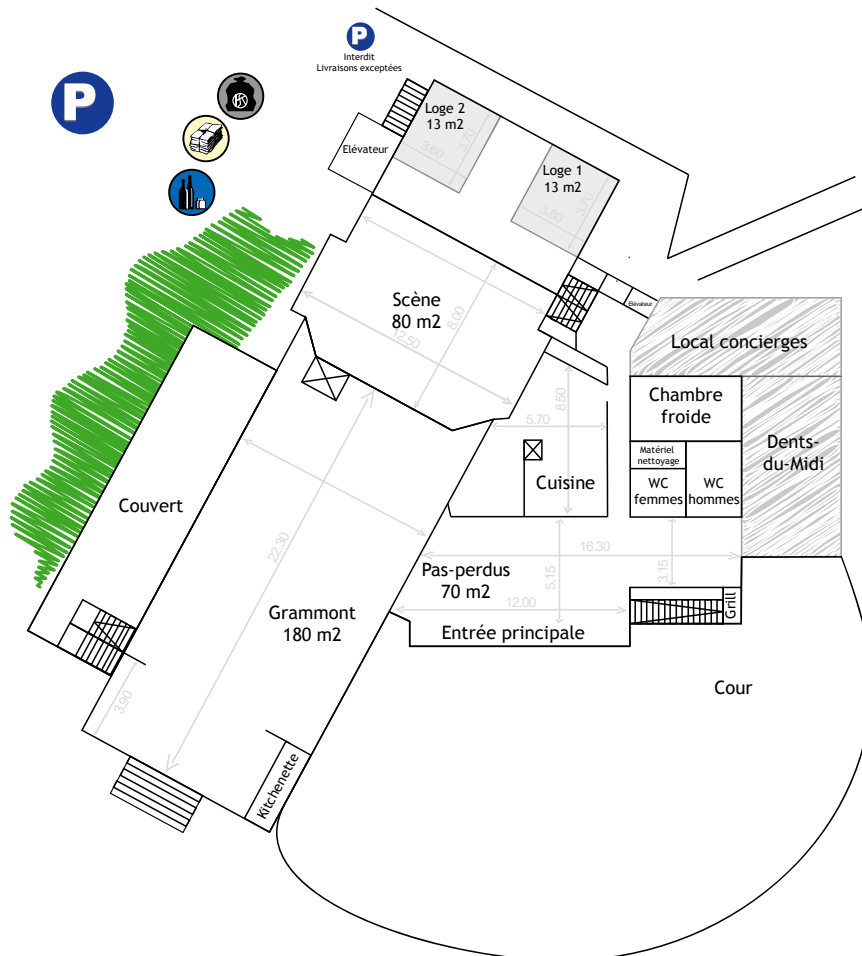 P
Interdit
Livraisons exceptées
P
Loge 2
13 m2
3.60
3.70
Elévateur
Loge 1
13 m2
3.60
3.70
Scène
80 m2
8.00
12.50
Elévateur
Local concierges
Chambre
froide
Dents-
du-Midi
8.50
5.70
Cuisine
Matériel
nettoyage
WC
femmes
WC
hommes
Couvert
22.30
16.30
Pas-perdus
70 m2
5.15
3.15
12.00
Grill
Grammont
180 m2
Entrée principale
3.90
Cour
Kitchenette